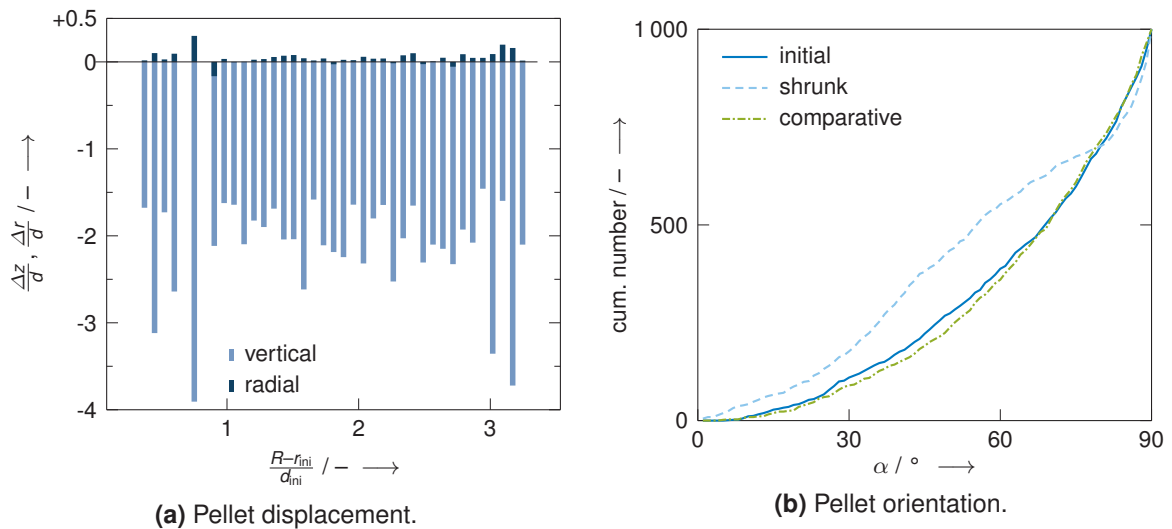 +0.5
0
-1
-2
-3
-4
Δz/d, Δr/d / – ⟶
vertical
radial
1 2 3
R–r_ini/d_ini / – ⟶
(a) Pellet displacement.
1 000
500
0
cum. number / – ⟶
initial
shrunk
comparative
0 30 60 90
α / ° ⟶
(b) Pellet orientation.